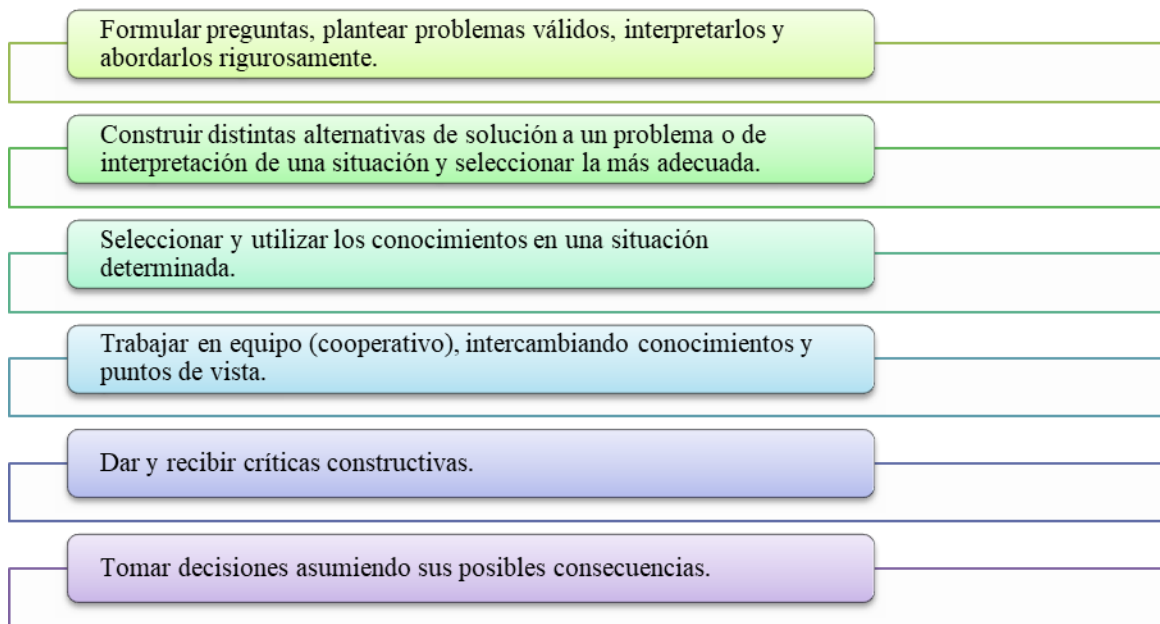 Formular preguntas, plantear problemas válidos, interpretarlos y
abordarlos rigurosamente.
Construir distintas alternativas de solución a un problema o de
interpretación de una situación y seleccionar la más adecuada.
Seleccionar y utilizar los conocimientos en una situación
determinada.
Trabajar en equipo (cooperativo), intercambiando conocimientos y
puntos de vista.
Dar y recibir críticas constructivas.
Tomar decisiones asumiendo sus posibles consecuencias.